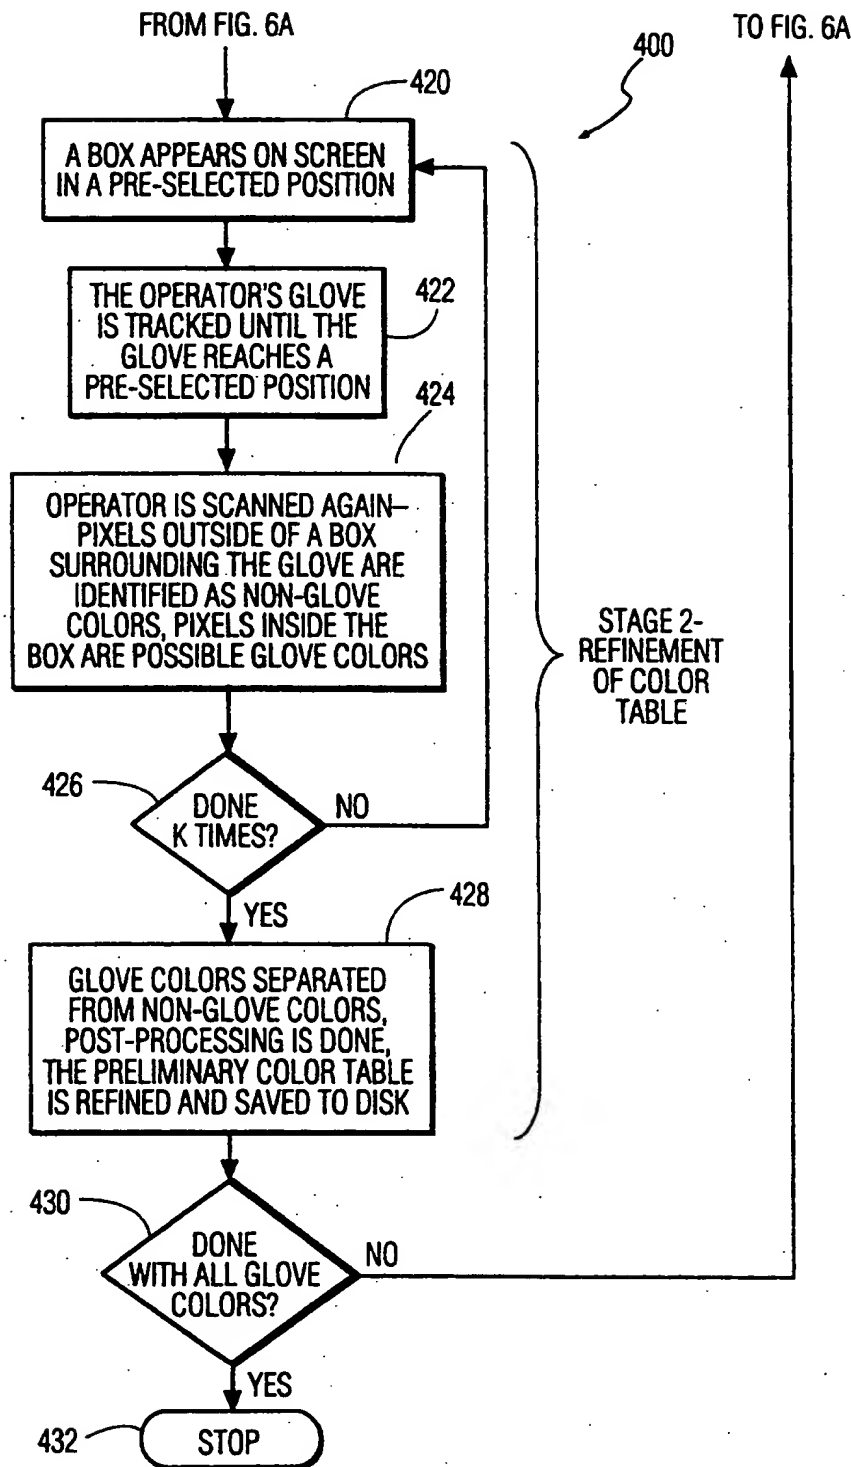 FROM FIG. 6A
TO FIG. 6A
400
420
A BOX APPEARS ON SCREEN
IN A PRE-SELECTED POSITION
THE OPERATOR'S GLOVE
IS TRACKED UNTIL THE
GLOVE REACHES A
PRE-SELECTED POSITION
422
424
OPERATOR IS SCANNED AGAIN–
PIXELS OUTSIDE OF A BOX
SURROUNDING THE GLOVE ARE
IDENTIFIED AS NON-GLOVE
COLORS, PIXELS INSIDE THE
BOX ARE POSSIBLE GLOVE COLORS
STAGE 2-
REFINEMENT
OF COLOR
TABLE
426
DONE
K TIMES?
NO
YES
428
GLOVE COLORS SEPARATED
FROM NON-GLOVE COLORS,
POST-PROCESSING IS DONE,
THE PRELIMINARY COLOR TABLE
IS REFINED AND SAVED TO DISK
430
DONE
WITH ALL GLOVE
COLORS?
NO
YES
432
STOP